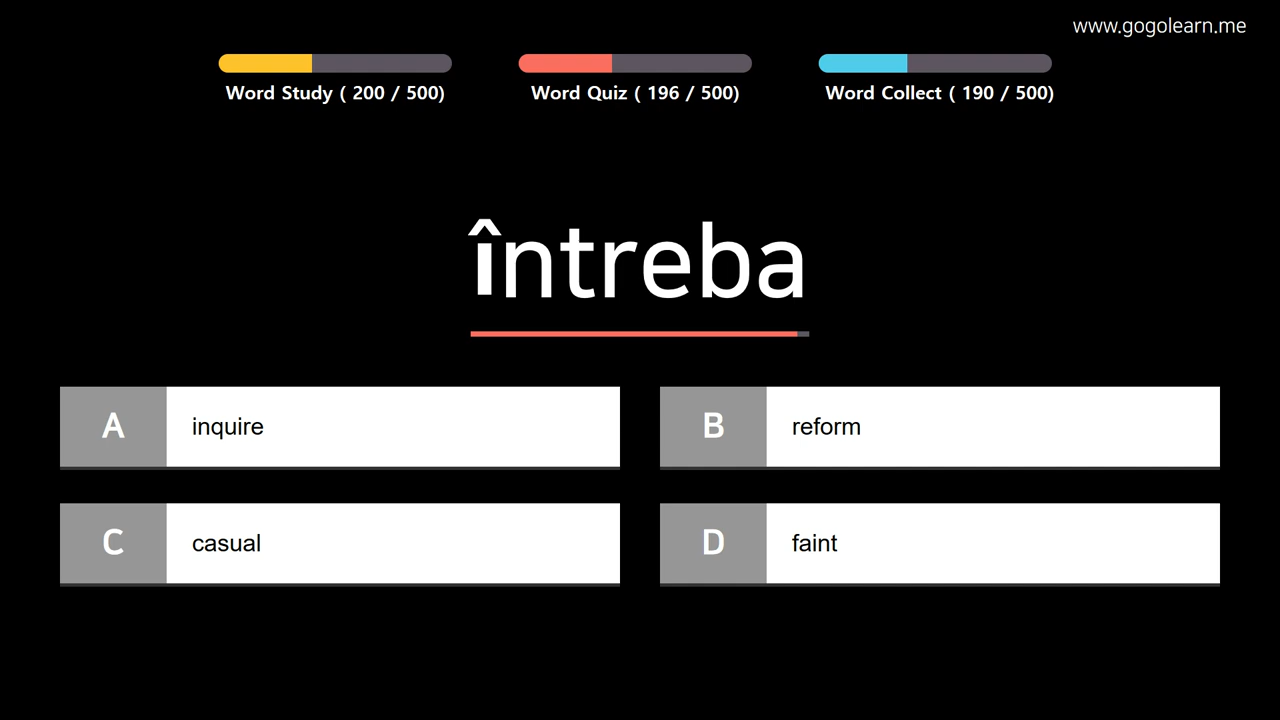 www.gogolearn.me
Word Study ( 200 / 500)
Word Quiz ( 196 / 500)
Word Collect ( 190 / 500)
întreba
A inquire
B reform
C casual
D faint